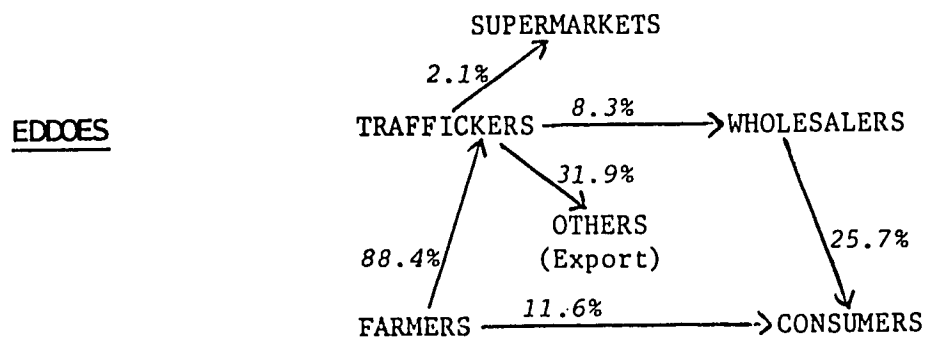 SUPERMARKETS
2.1%
EDDOES
TRAFFICKERS
8.3%
WHOLESALERS
31.9%
OTHERS
(Export)
88.4%
25.7%
11.6%
FARMERS
CONSUMERS